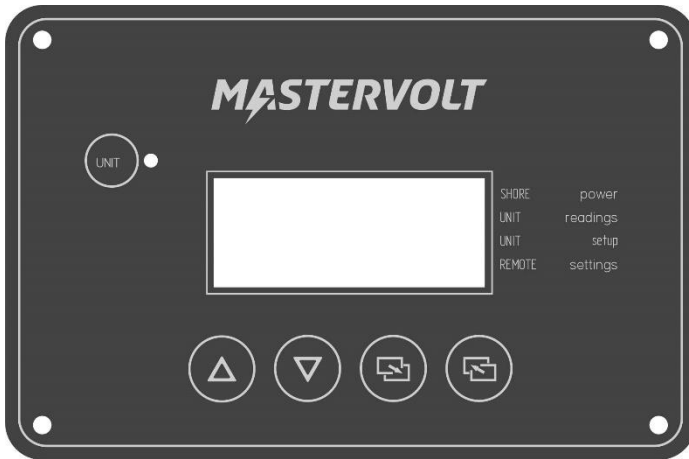 MASTERVOLT
UNIT
SHORE power
UNIT readings
UNIT setup
REMOTE settings